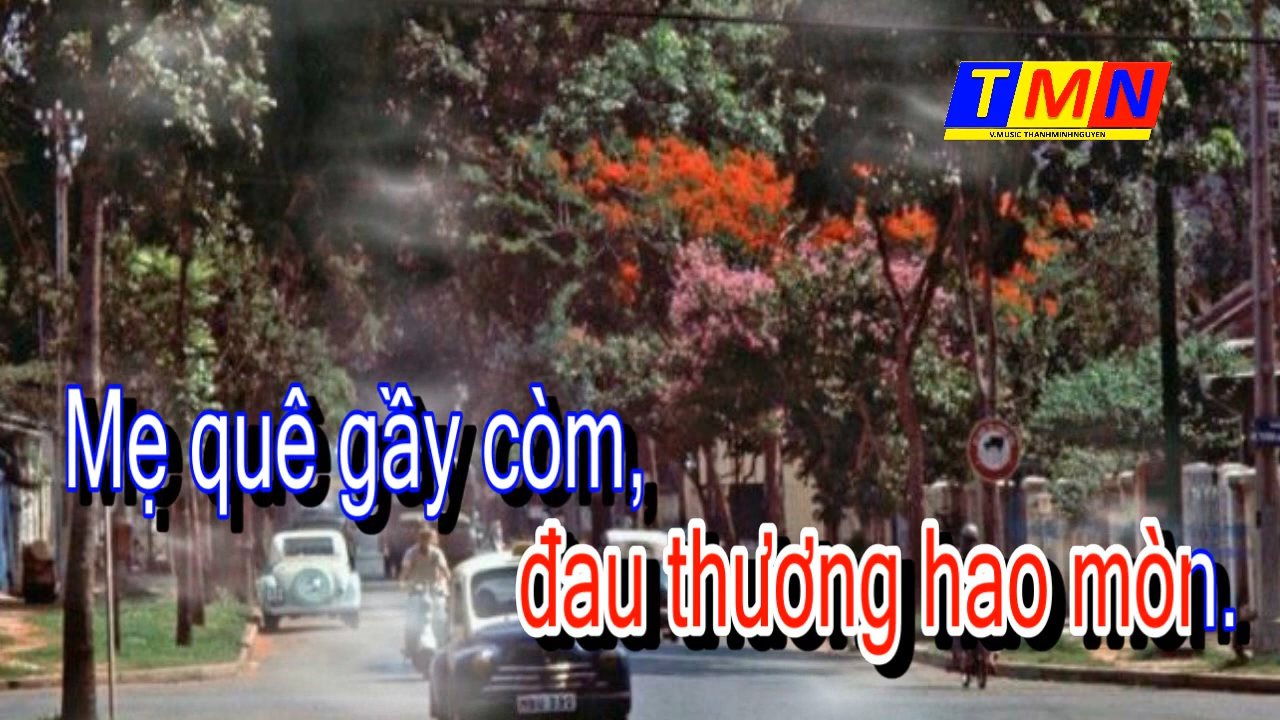 TMN
V.MUSIC THANHMINHNGUYEN
Mẹ quê gầy còm,
đau thương hao mòn.